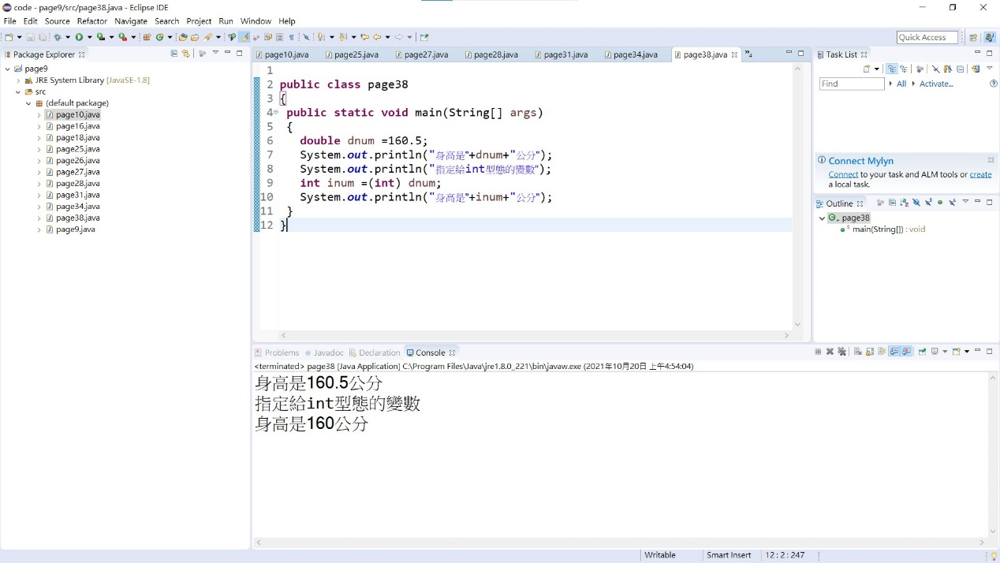 code - page9/src/page38.java - Eclipse IDE
File Edit Source Refactor Navigate Search Project Run Window Help
Quick Access
Package Explorer
page9
JRE System Library [JavaSE-1.8]
src
(default package)
page10.java
page16.java
page18.java
page25.java
page26.java
page27.java
page28.java
page31.java
page34.java
page38.java
page9.java
page10.java page25.java page27.java page28.java page31.java page34.java page38.java »4
1
2 public class page38
3 {
4 public static void main(String[] args)
5 {
6 double dnum =160.5;
7 System.out.println("身高是"+dnum+"公分");
8 System.out.println("指定給int型態的變數");
9 int inum =(int) dnum;
10 System.out.println("身高是"+inum+"公分");
11 }
12 }
Task List
Find All Activate...
Connect Mylyn
Connect to your task and ALM tools or create
a local task.
Outline
page38
main(String[]) : void
Problems Javadoc Declaration Console
<terminated> page38 [Java Application] C:\Program Files\Java\jre1.8.0_221\bin\javaw.exe (2021年10月20日 上午4:54:04)
身高是160.5公分
指定給int型態的變數
身高是160公分
Writable Smart Insert 12 : 2 : 247